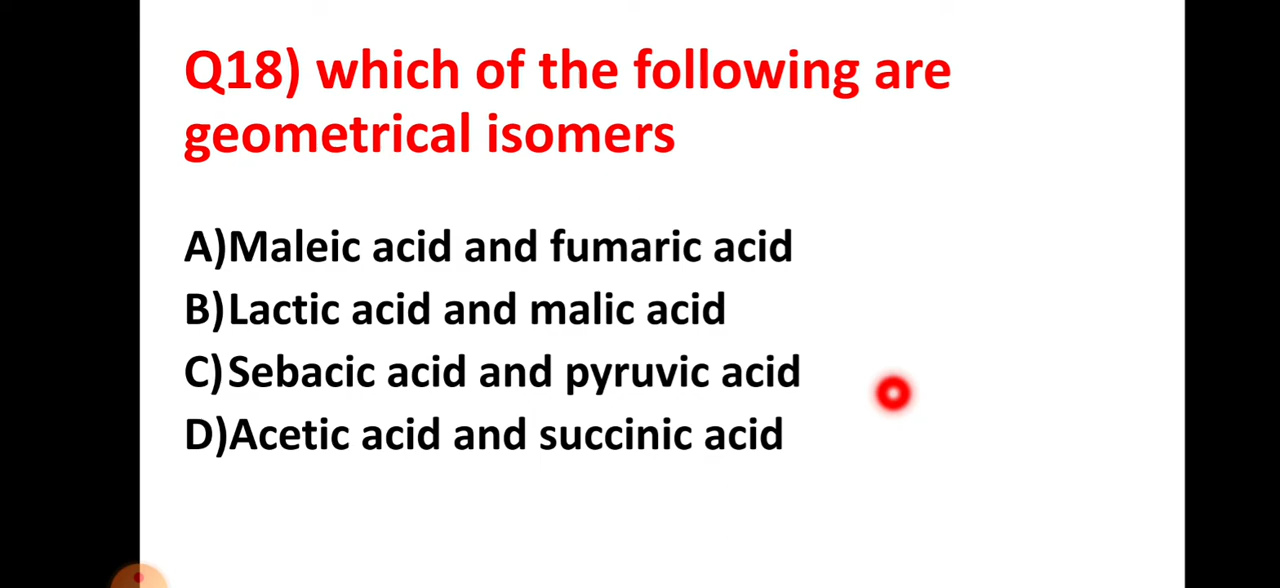 Q18) which of the following are
geometrical isomers
A)Maleic acid and fumaric acid
B)Lactic acid and malic acid
C)Sebacic acid and pyruvic acid
D)Acetic acid and succinic acid